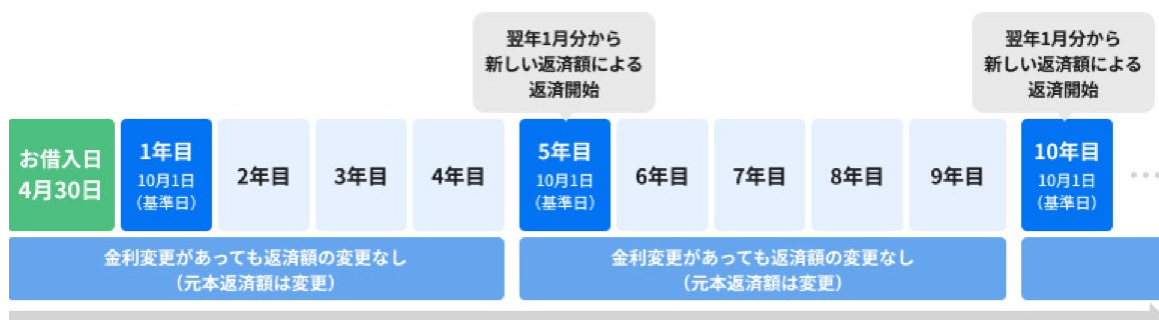 翌年1月分から
新しい返済額による
返済開始
翌年1月分から
新しい返済額による
返済開始
お借入日
4月30日
1年目
10月1日
（基準日）
2年目
3年目
4年目
5年目
10月1日
（基準日）
6年目
7年目
8年目
9年目
10年目
10月1日
（基準日）
…
金利変更があっても返済額の変更なし
（元本返済額は変更）
金利変更があっても返済額の変更なし
（元本返済額は変更）